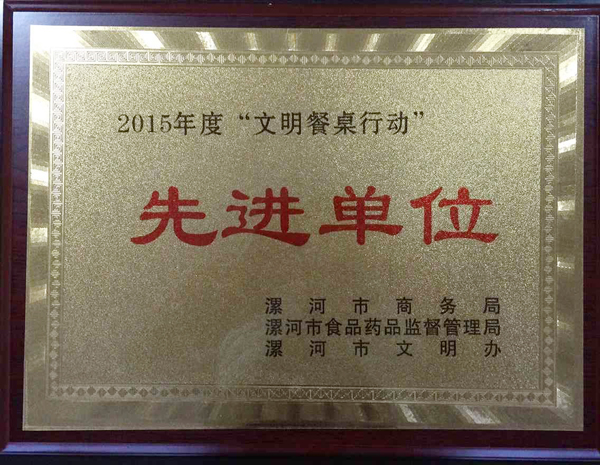 2015年度“文明餐桌行动”
先进单位
漯河市商务局
漯河市食品药品监督管理局
漯河市文明办